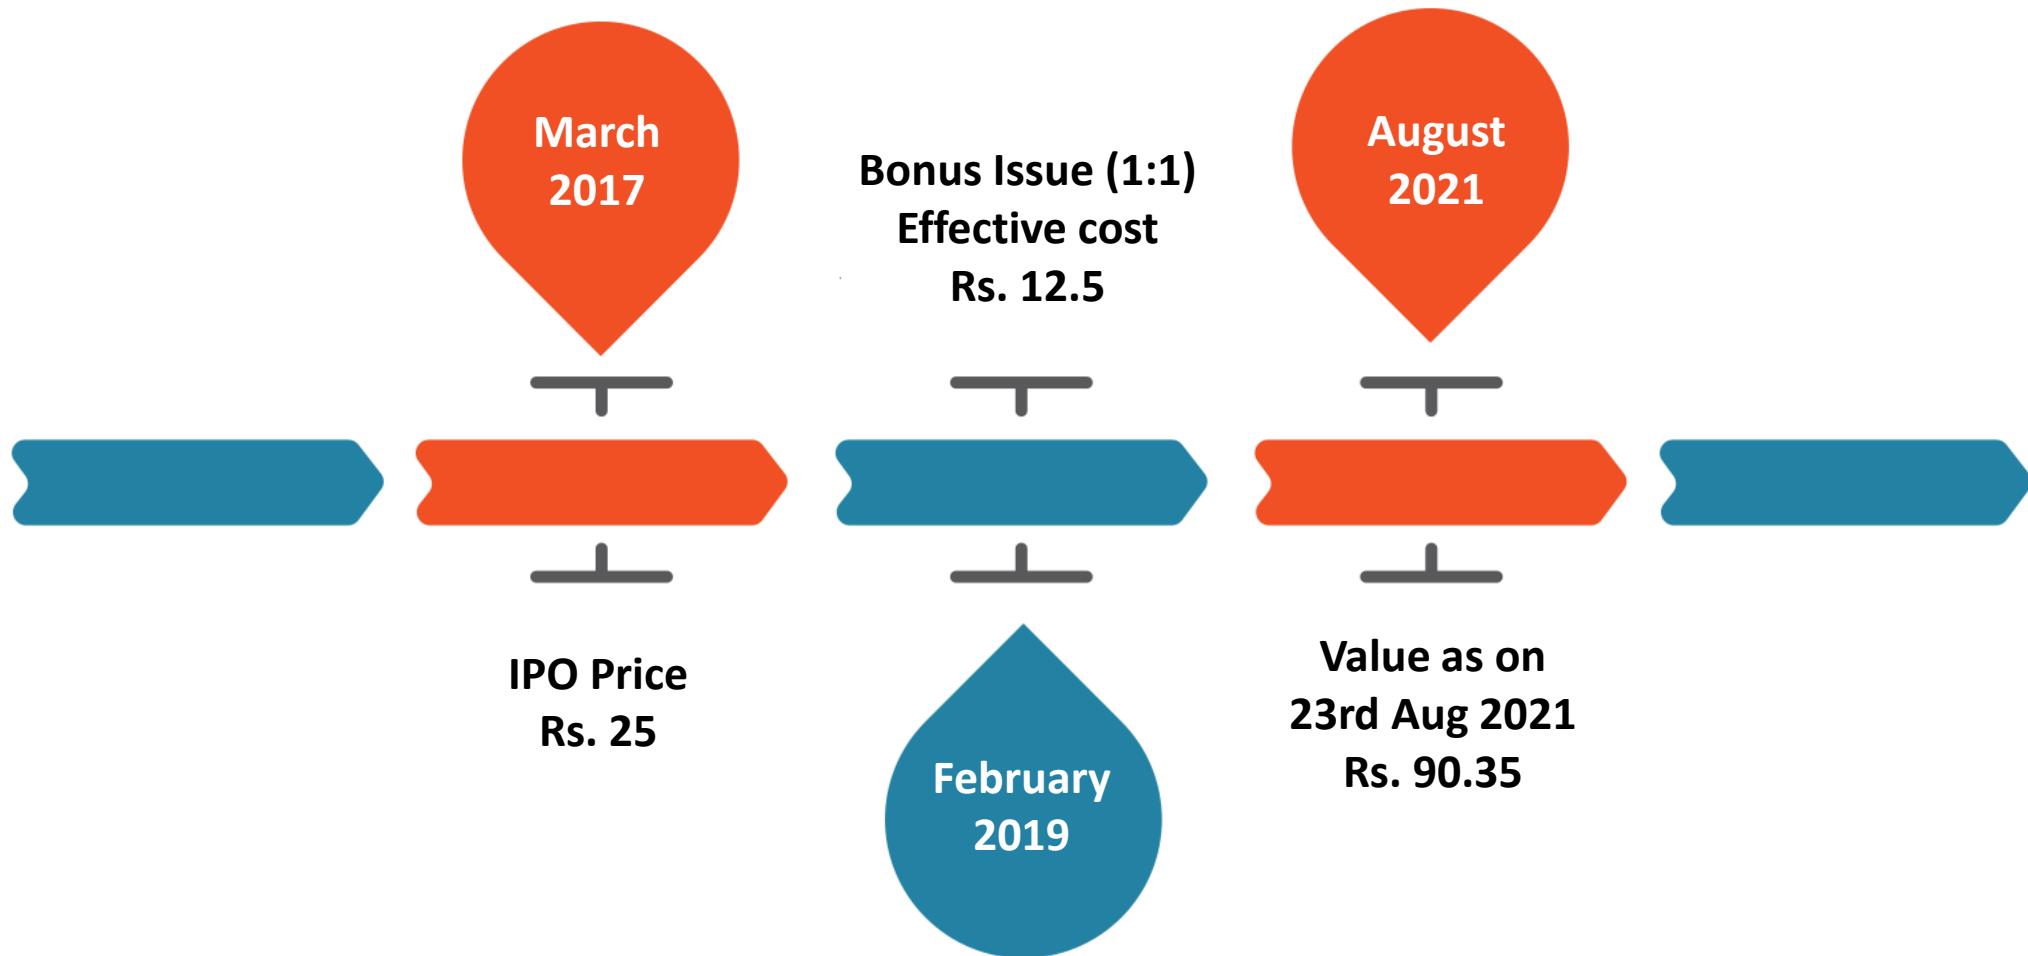 March
2017
IPO Price
Rs. 25
Bonus Issue (1:1)
Effective cost
Rs. 12.5
February
2019
August
2021
Value as on
23rd Aug 2021
Rs. 90.35